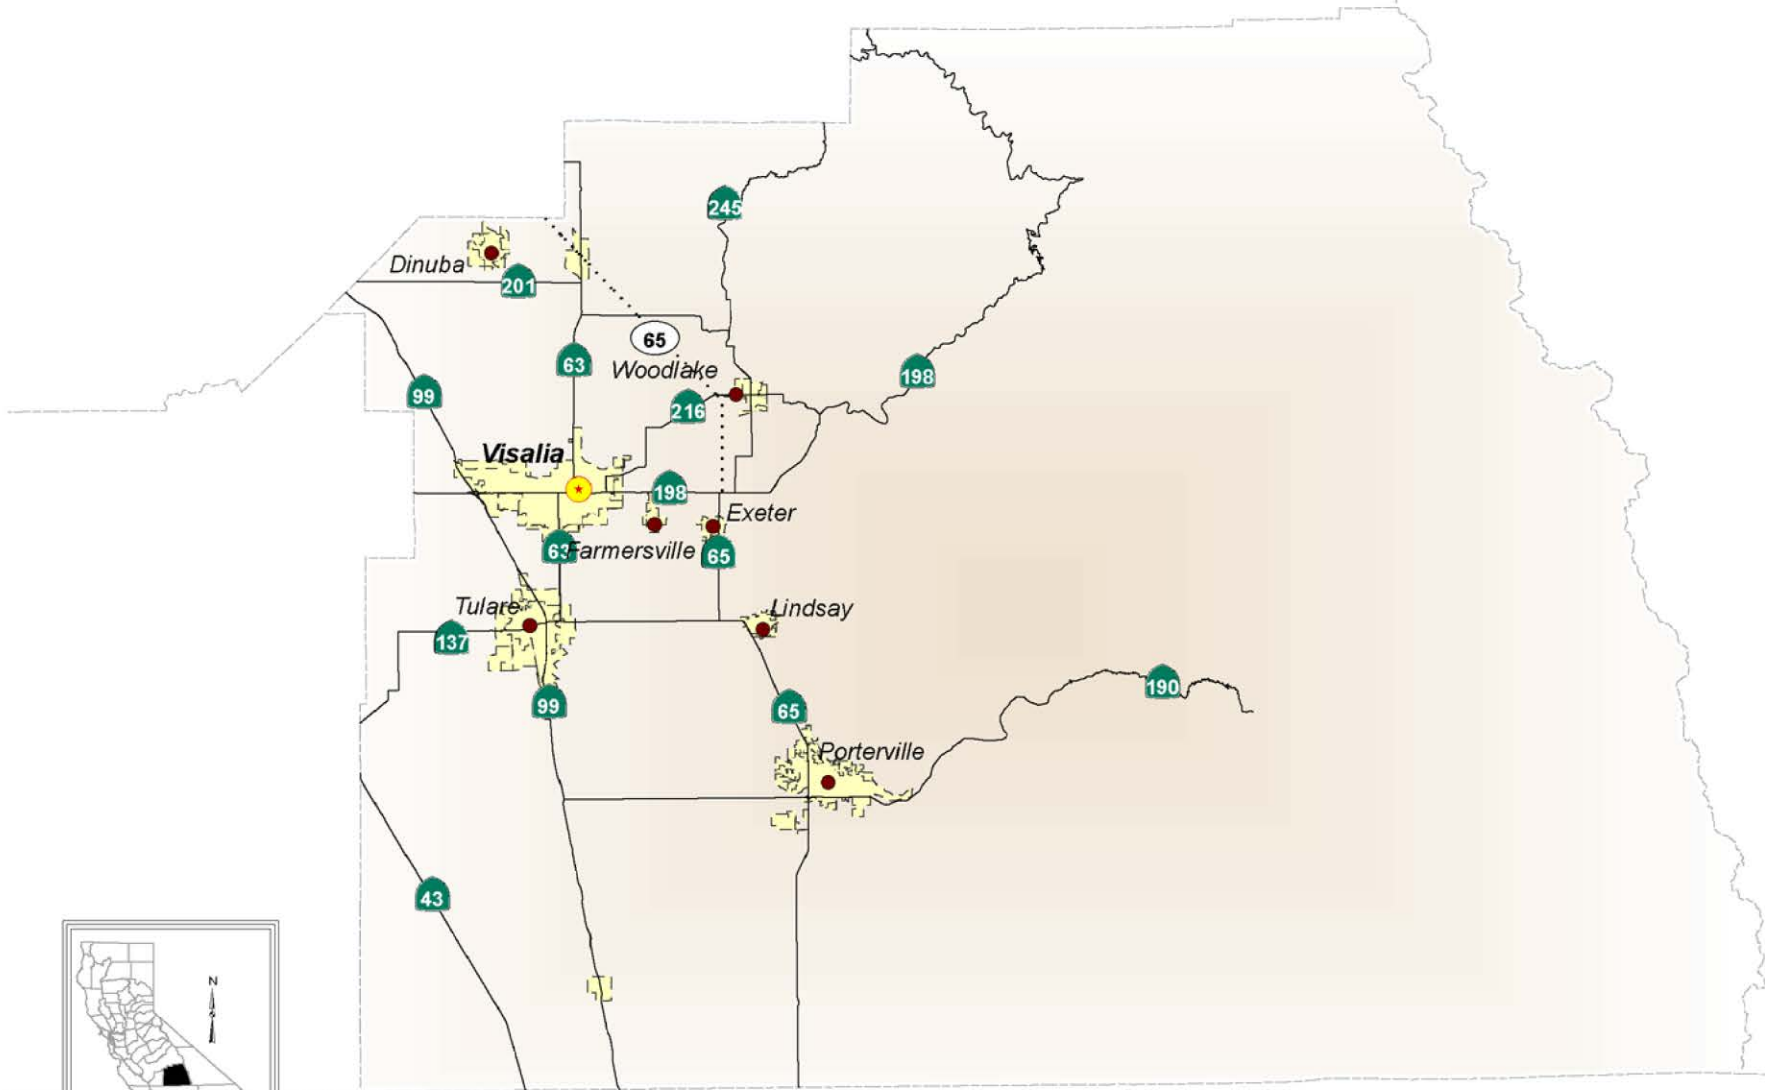 245
Dinuba
201
65
63
Woodlake
198
99
216
Visalia
198
Exeter
63
Farmersville
65
Tulare
Lindsay
137
190
99
65
Porterville
43
N